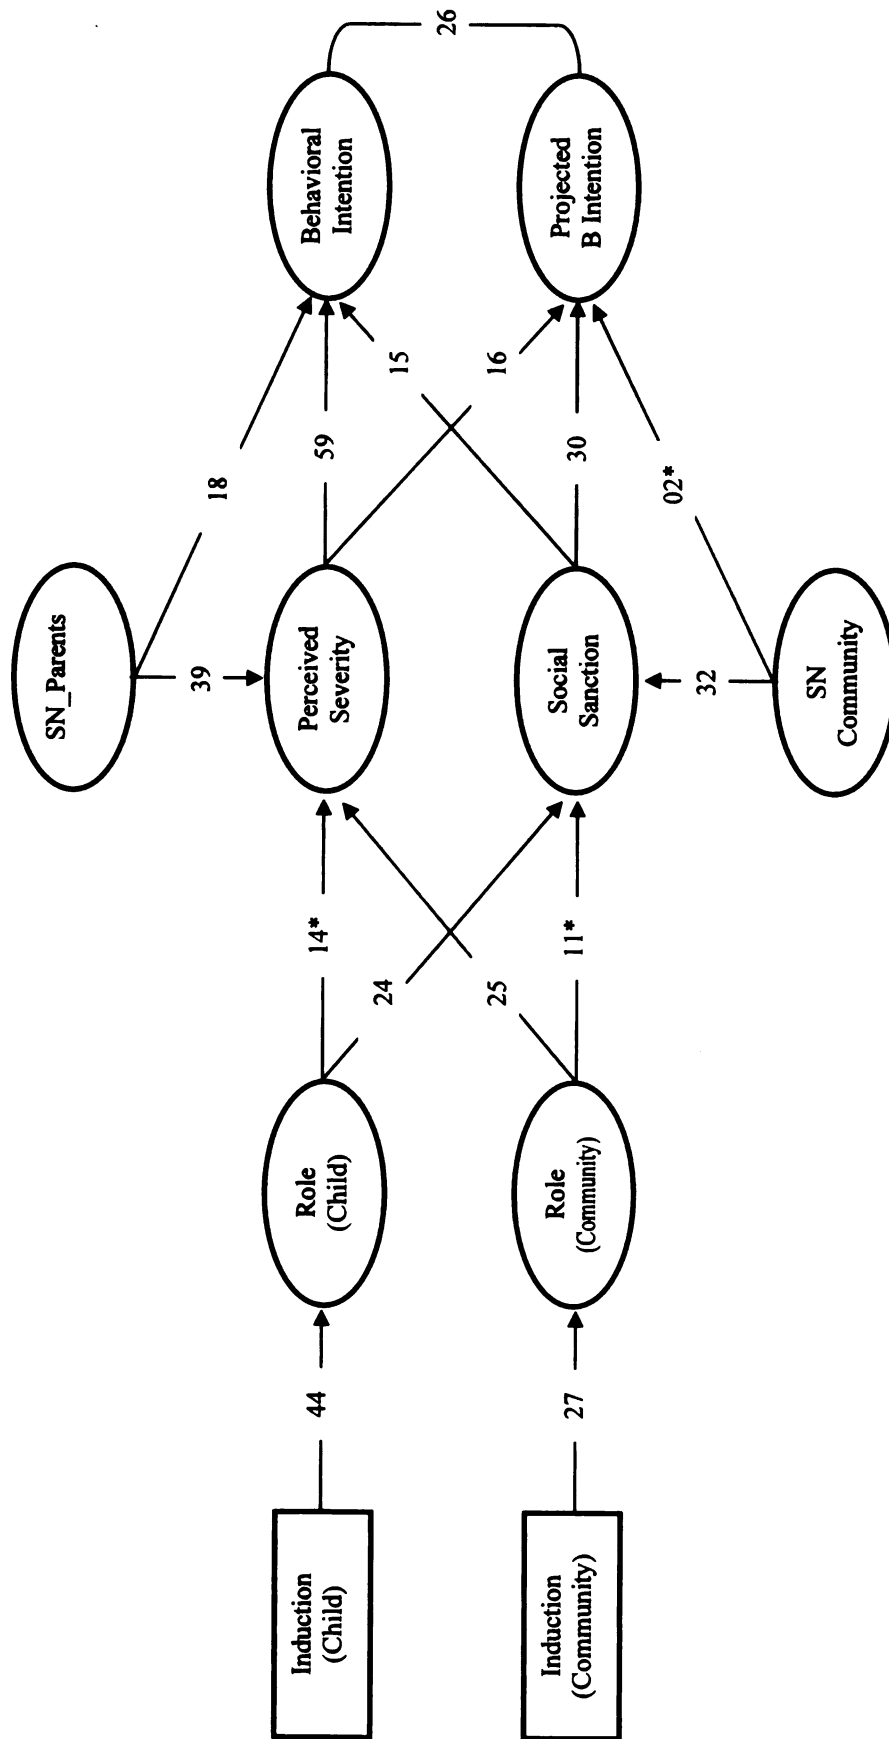 SN_Parents
18
39
Induction
(Child)
44
Role
(Child)
14*
Perceived
Severity
59
Behavioral
Intention
24
25
15
16
26
Induction
(Community)
27
Role
(Community)
11*
Social
Sanction
30
Projected
B Intention
32
02*
SN
Community